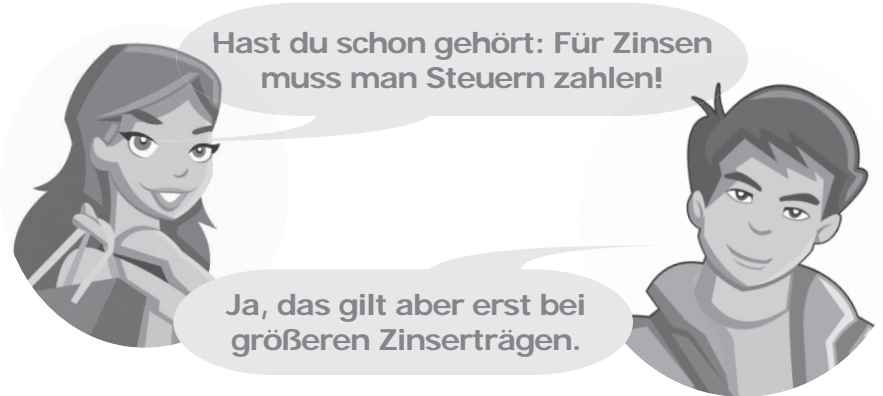 Hast du schon gehört: Für Zinsen
muss man Steuern zahlen!
Ja, das gilt aber erst bei
größeren Zinserträgen.